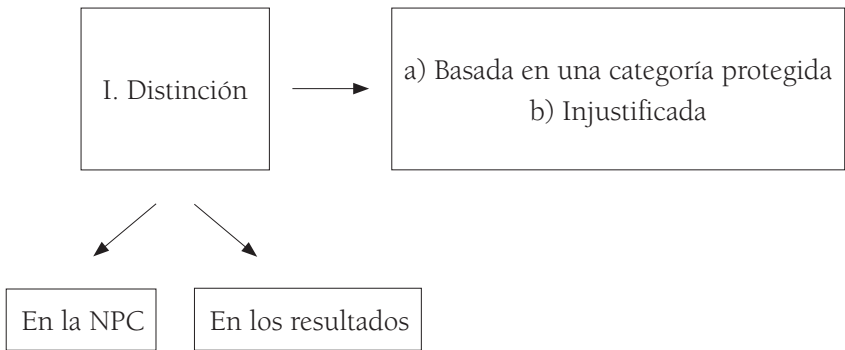 I. Distinción
a) Basada en una categoría protegida
b) Injustificada
En la NPC
En los resultados